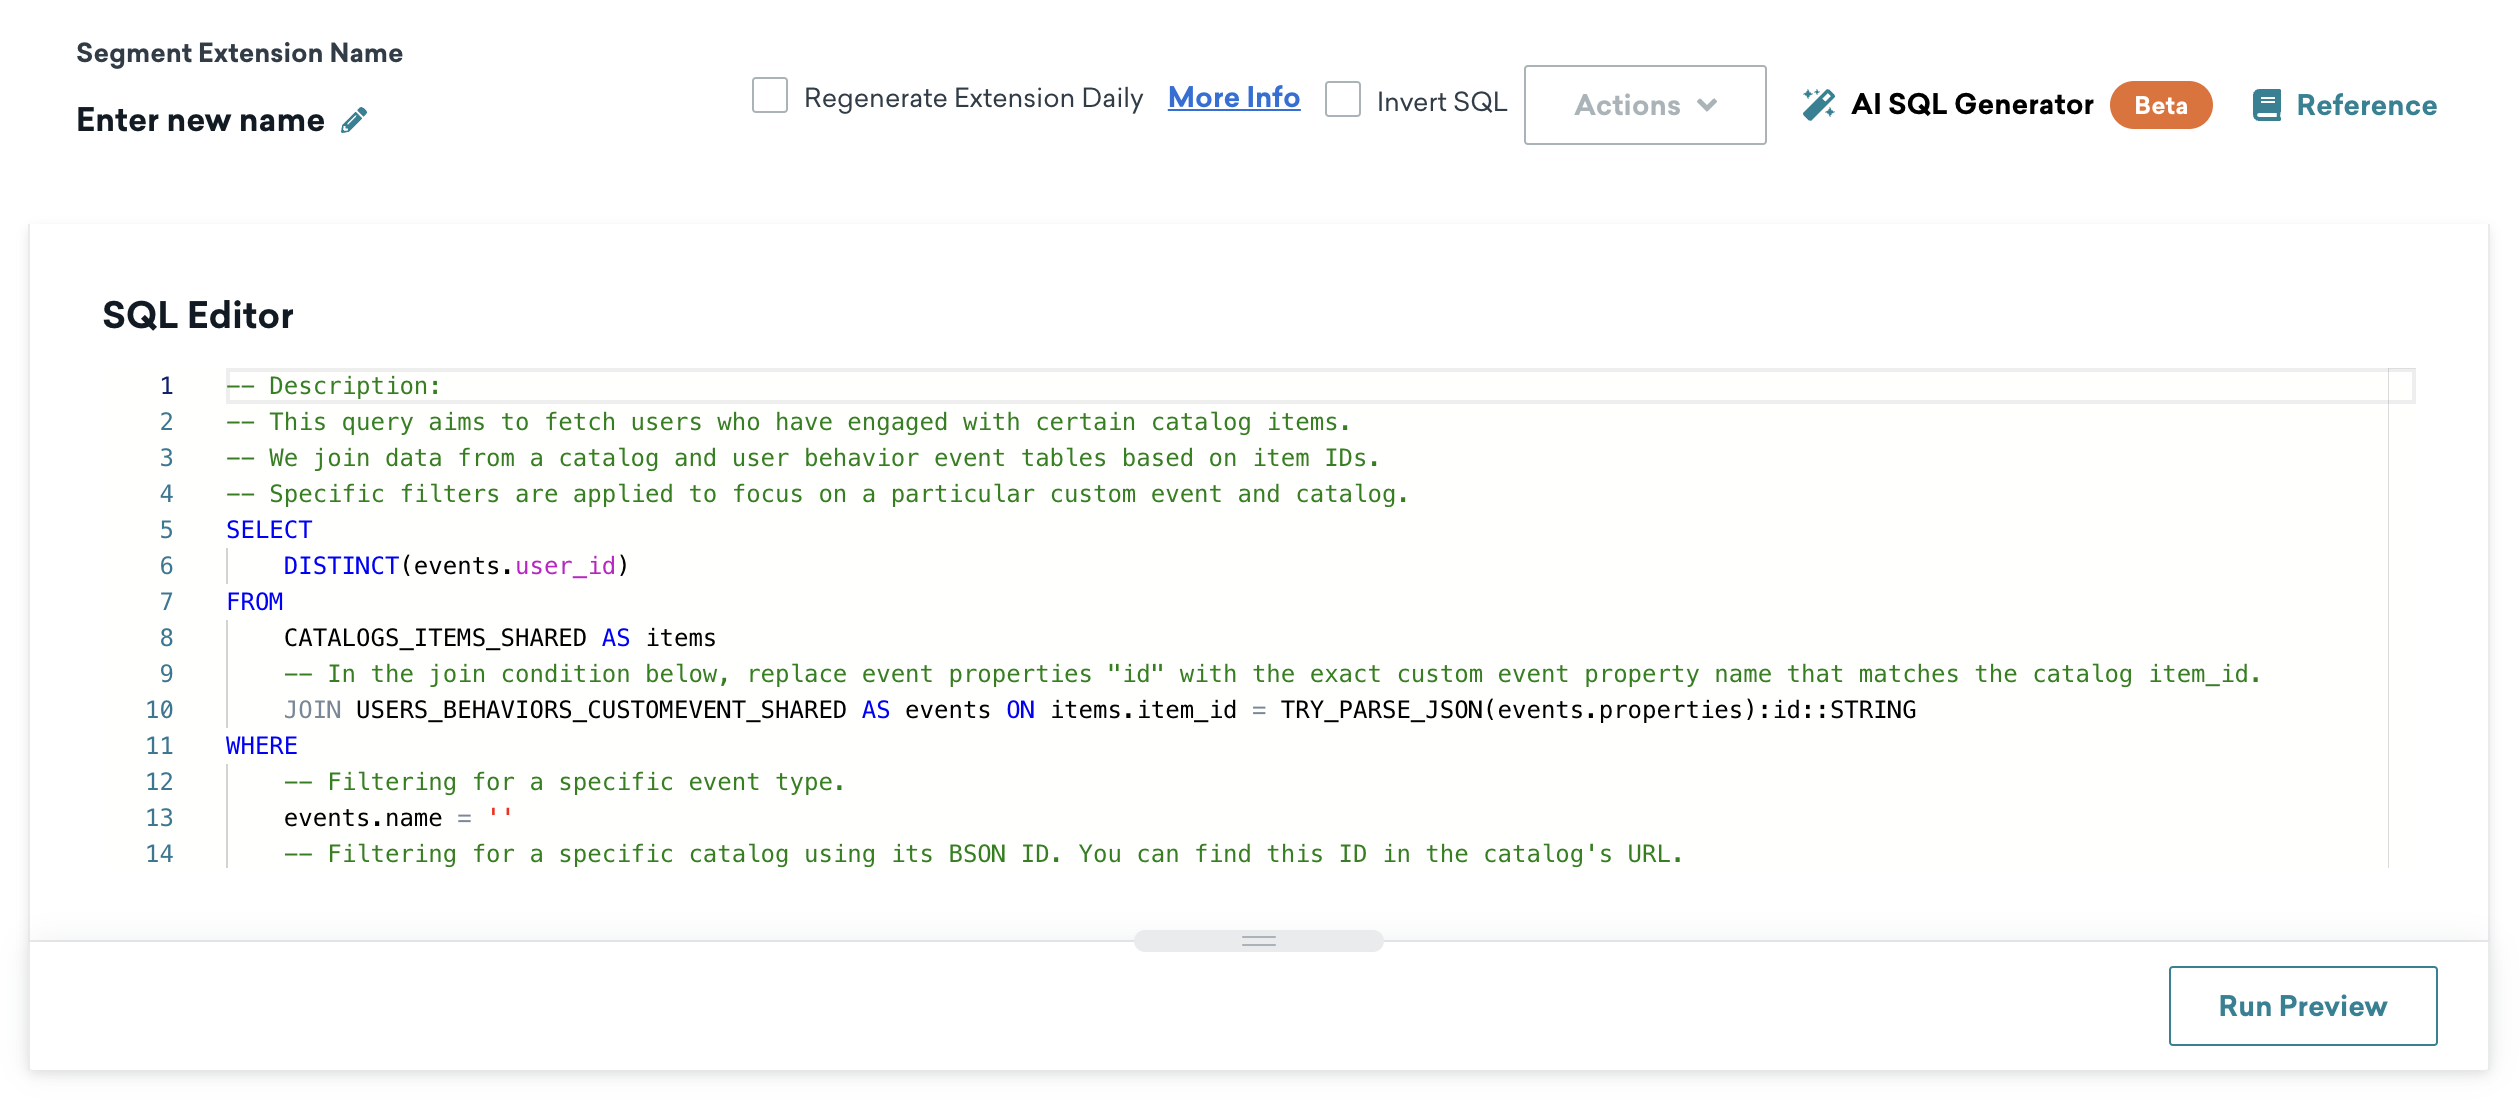 Segment Extension Name
Enter new name
Regenerate Extension Daily More Info Invert SQL Actions AI SQL Generator Beta Reference
SQL Editor
1 -- Description:
2 -- This query aims to fetch users who have engaged with certain catalog items.
3 -- We join data from a catalog and user behavior event tables based on item IDs.
4 -- Specific filters are applied to focus on a particular custom event and catalog.
5 SELECT
6 DISTINCT(events.user_id)
7 FROM
8 CATALOGS_ITEMS_SHARED AS items
9 -- In the join condition below, replace event properties "id" with the exact custom event property name that matches the catalog item_id.
10 JOIN USERS_BEHAVIORS_CUSTOMEVENT_SHARED AS events ON items.item_id = TRY_PARSE_JSON(events.properties):id::STRING
11 WHERE
12 -- Filtering for a specific event type.
13 events.name = ''
14 -- Filtering for a specific catalog using its BSON ID. You can find this ID in the catalog's URL.
Run Preview